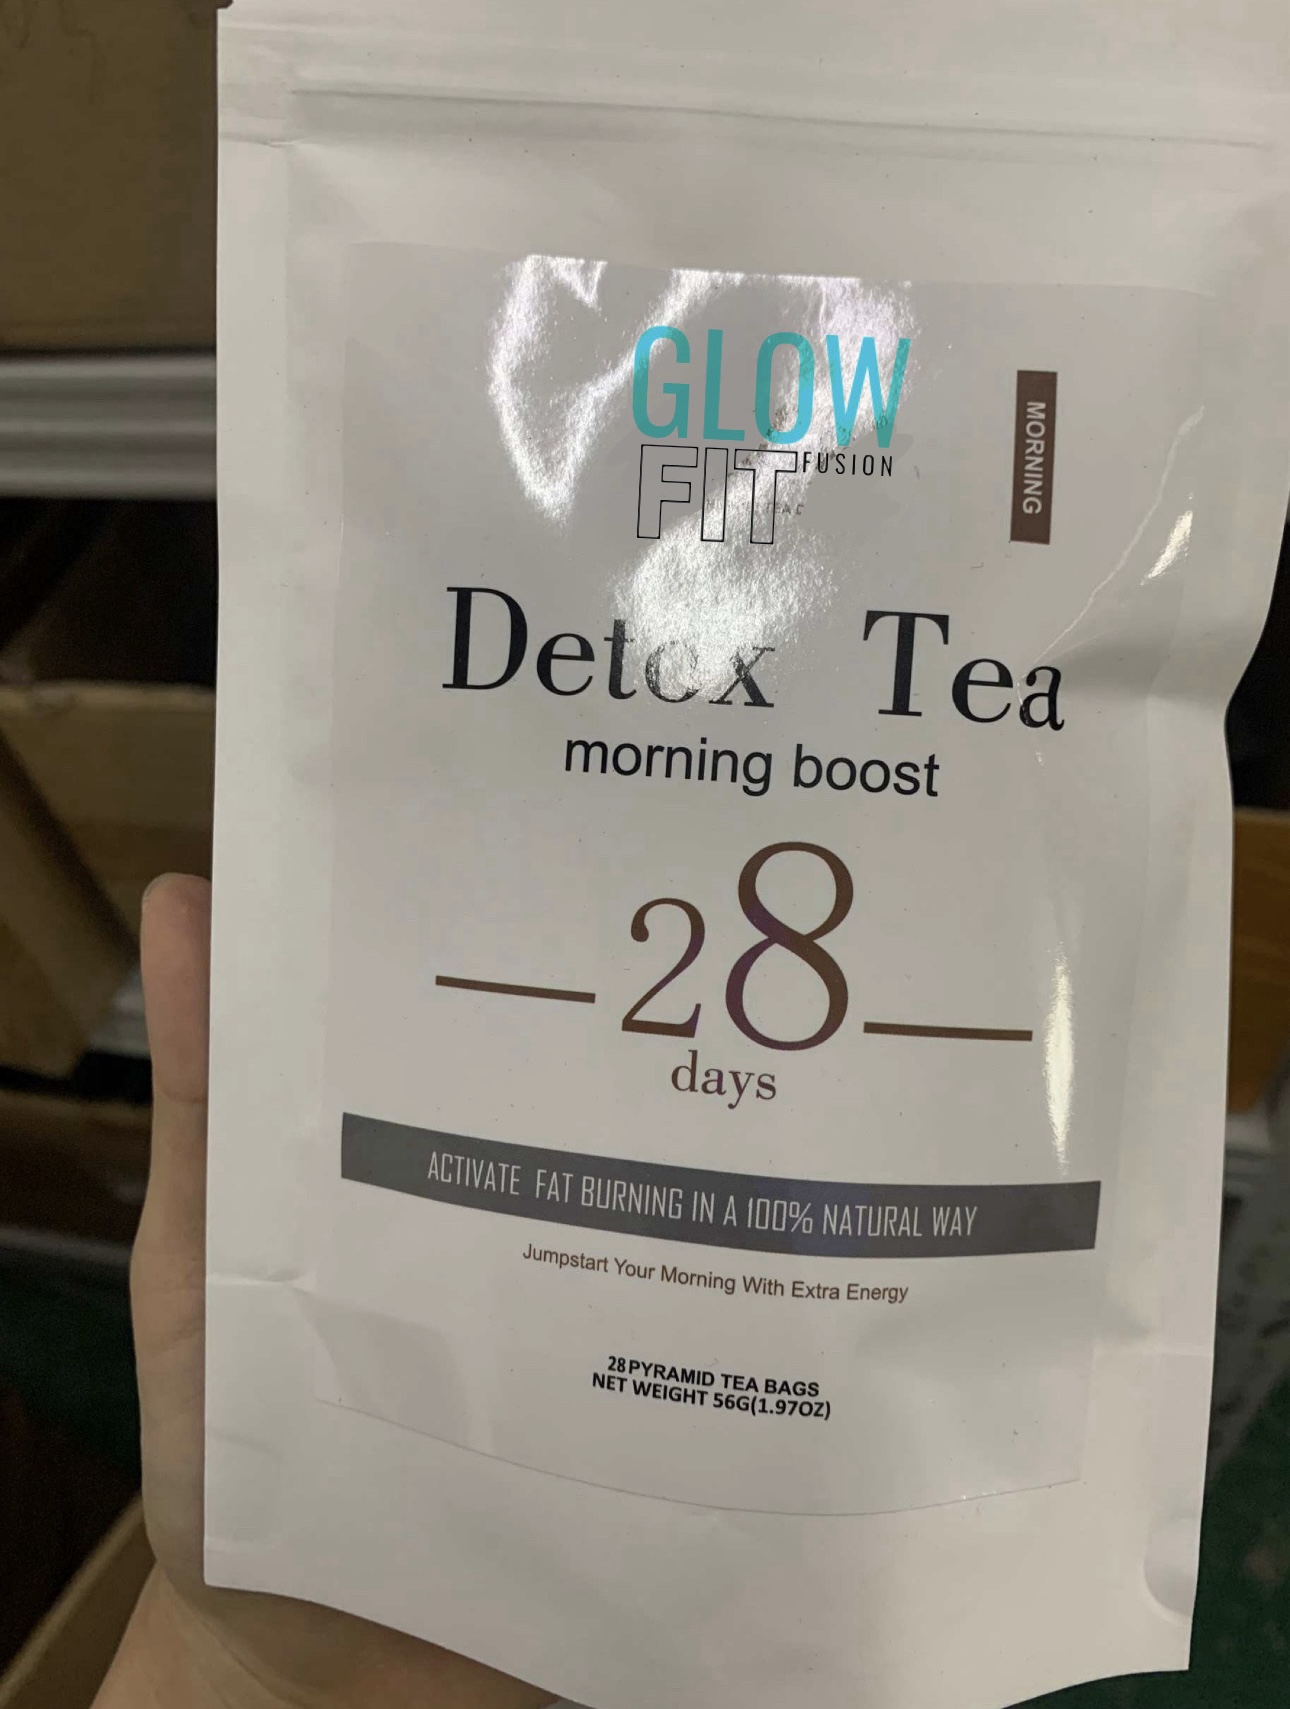 GLOW
FIT FUSION
MORNING
Detox Tea
morning boost
28
days
ACTIVATE FAT BURNING IN A 100% NATURAL WAY
Jumpstart Your Morning With Extra Energy
28 PYRAMID TEA BAGS
NET WEIGHT 56G(1.97OZ)